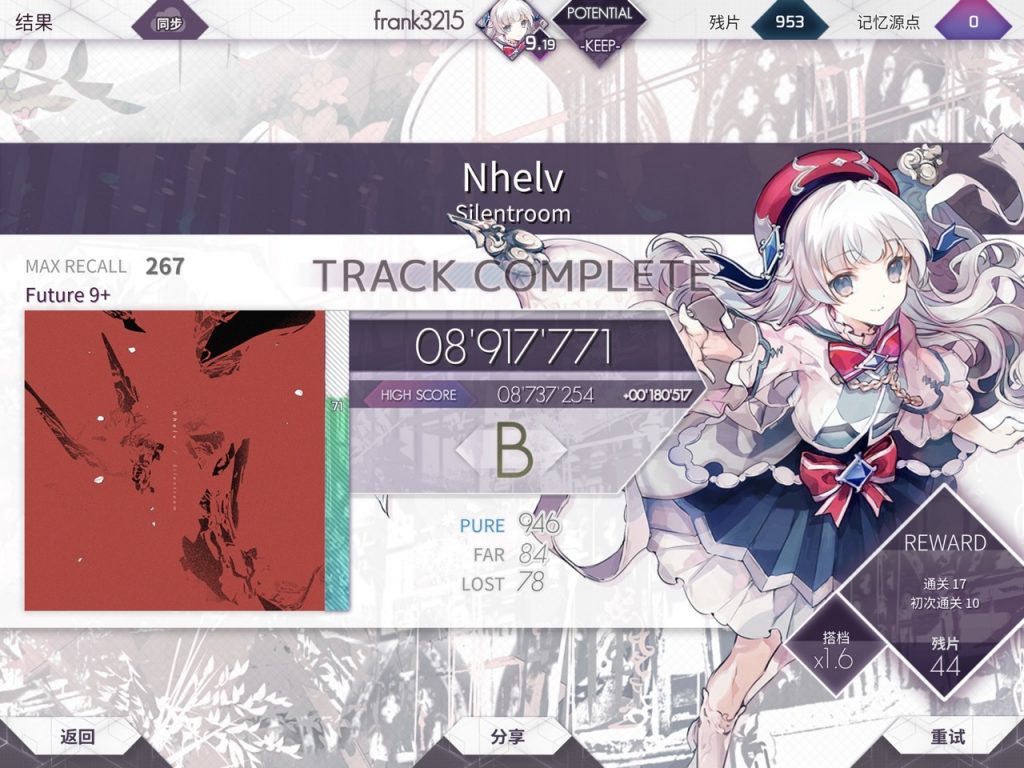 结果
同步
frank3215
9.19
POTENTIAL
-KEEP-
残片
953
记忆源点
0
Nhelv
Silentroom
MAX RECALL 267
TRACK COMPLETE
Future 9+
08'917'771
HIGH SCORE 08'737'254 +00'180'517
71
Nhelv / Silentroom
B
PURE 946
FAR 84
LOST 78
REWARD
通关 17
初次通关 10
搭档
x1.6
残片
44
返回
分享
重试